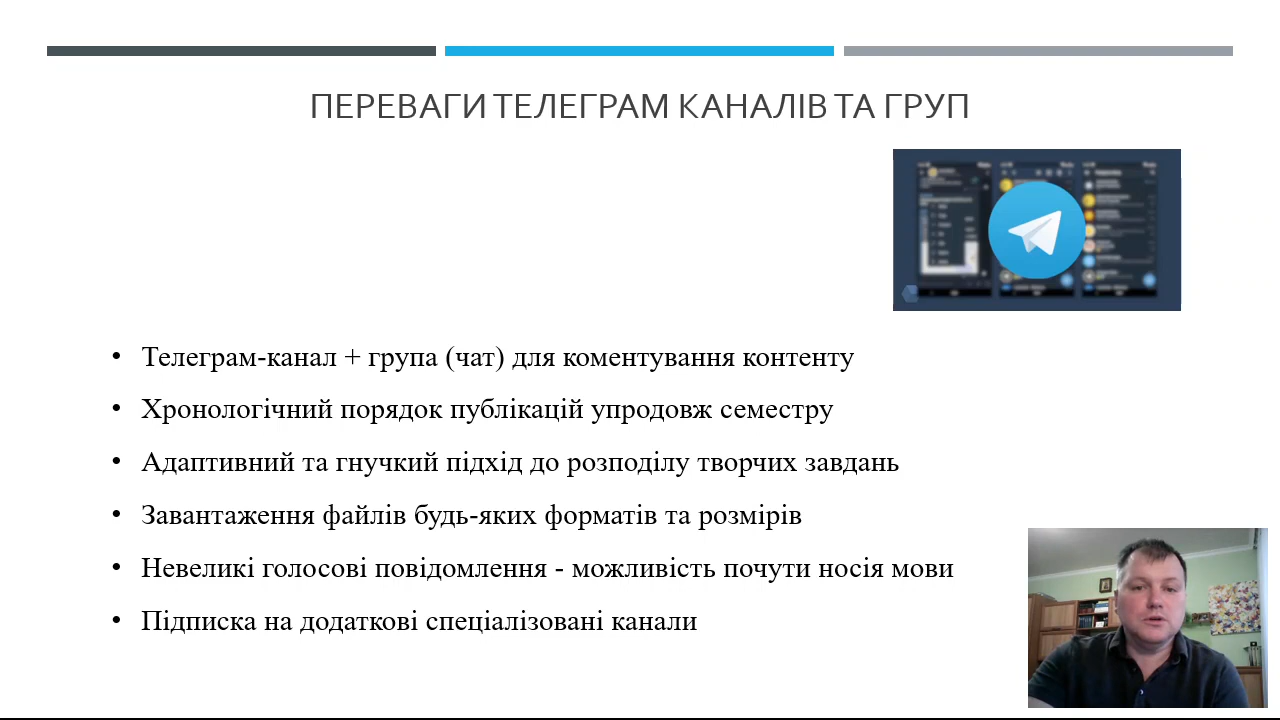 ПЕРЕВАГИ ТЕЛЕГРАМ КАНАЛІВ ТА ГРУП
• Телеграм-канал + група (чат) для коментування контенту
• Хронологічний порядок публікацій упродовж семестру
• Адаптивний та гнучкий підхід до розподілу творчих завдань
• Завантаження файлів будь-яких форматів та розмірів
• Невеликі голосові повідомлення - можливість почути носія мови
• Підписка на додаткові спеціалізовані канали